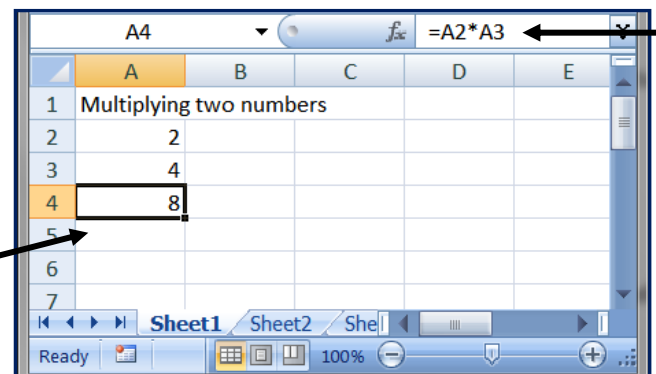 A4 fx =A2*A3
A B C D E
1 Multiplying two numbers
2 2
3 4
4 8
5
6
7
Sheet1 Sheet2 She
Ready 100%